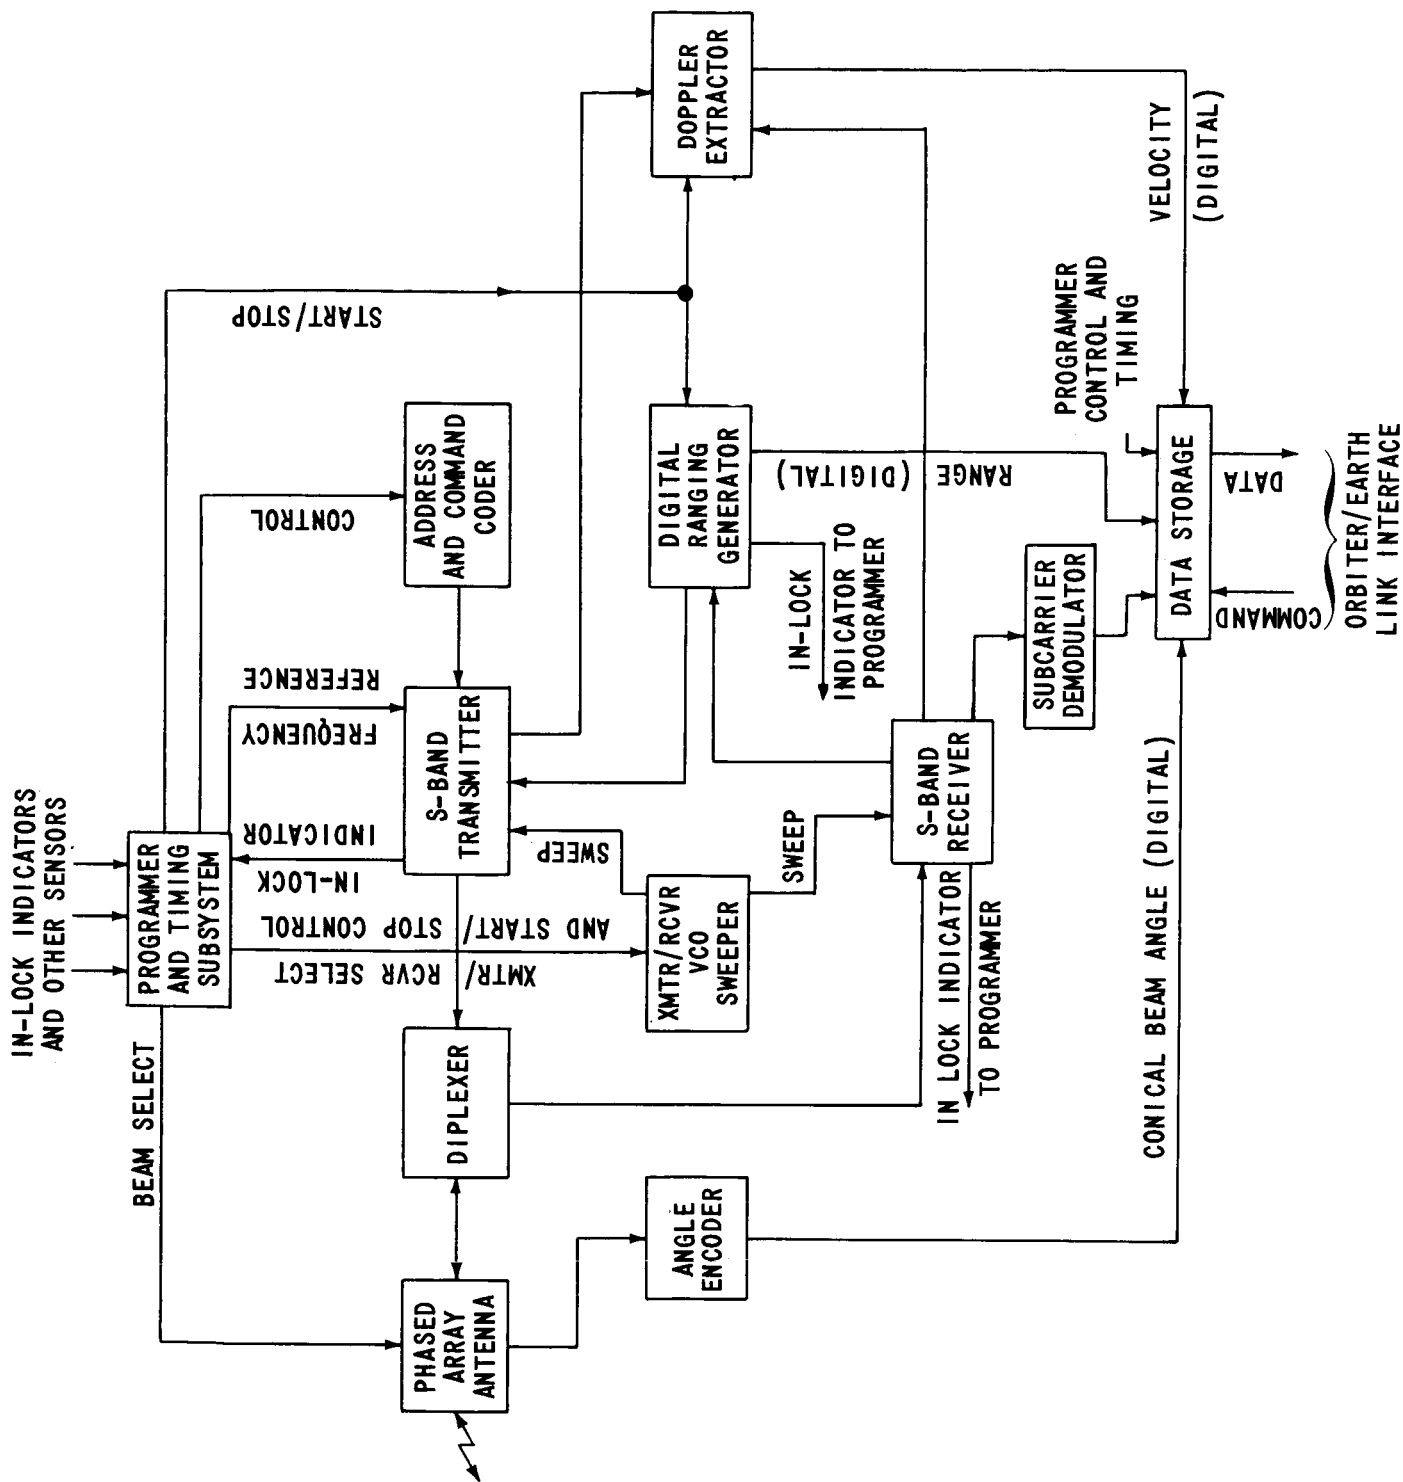 IN-LOCK INDICATORS
AND OTHER SENSORS
BEAM SELECT
PROGRAMMER
AND TIMING
SUBSYSTEM
START/STOP
CONTROL
FREQUENCY
REFERENCE
IN-LOCK
INDICATOR
XMTR/
RCVR SELECT
AND START/
STOP CONTROL
PHASED
ARRAY
ANTENNA
DIPLEXER
S-BAND
TRANSMITTER
ADDRESS
AND COMMAND
CODER
SWEEP
ANGLE
ENCODER
XMTR/RCVR
VCO
SWEEPER
DIGITAL
RANGING
GENERATOR
DOPPLER
EXTRACTOR
SWEEP
IN-LOCK
INDICATOR TO
PROGRAMMER
RANGE (DIGITAL)
S-BAND
RECEIVER
IN LOCK INDICATOR
TO PROGRAMMER
SUBCARRIER
DEMODULATOR
PROGRAMMER
CONTROL AND
TIMING
VELOCITY
(DIGITAL)
CONICAL BEAM ANGLE (DIGITAL)
DATA STORAGE
COMMAND
DATA
ORBITER/EARTH
LINK INTERFACE